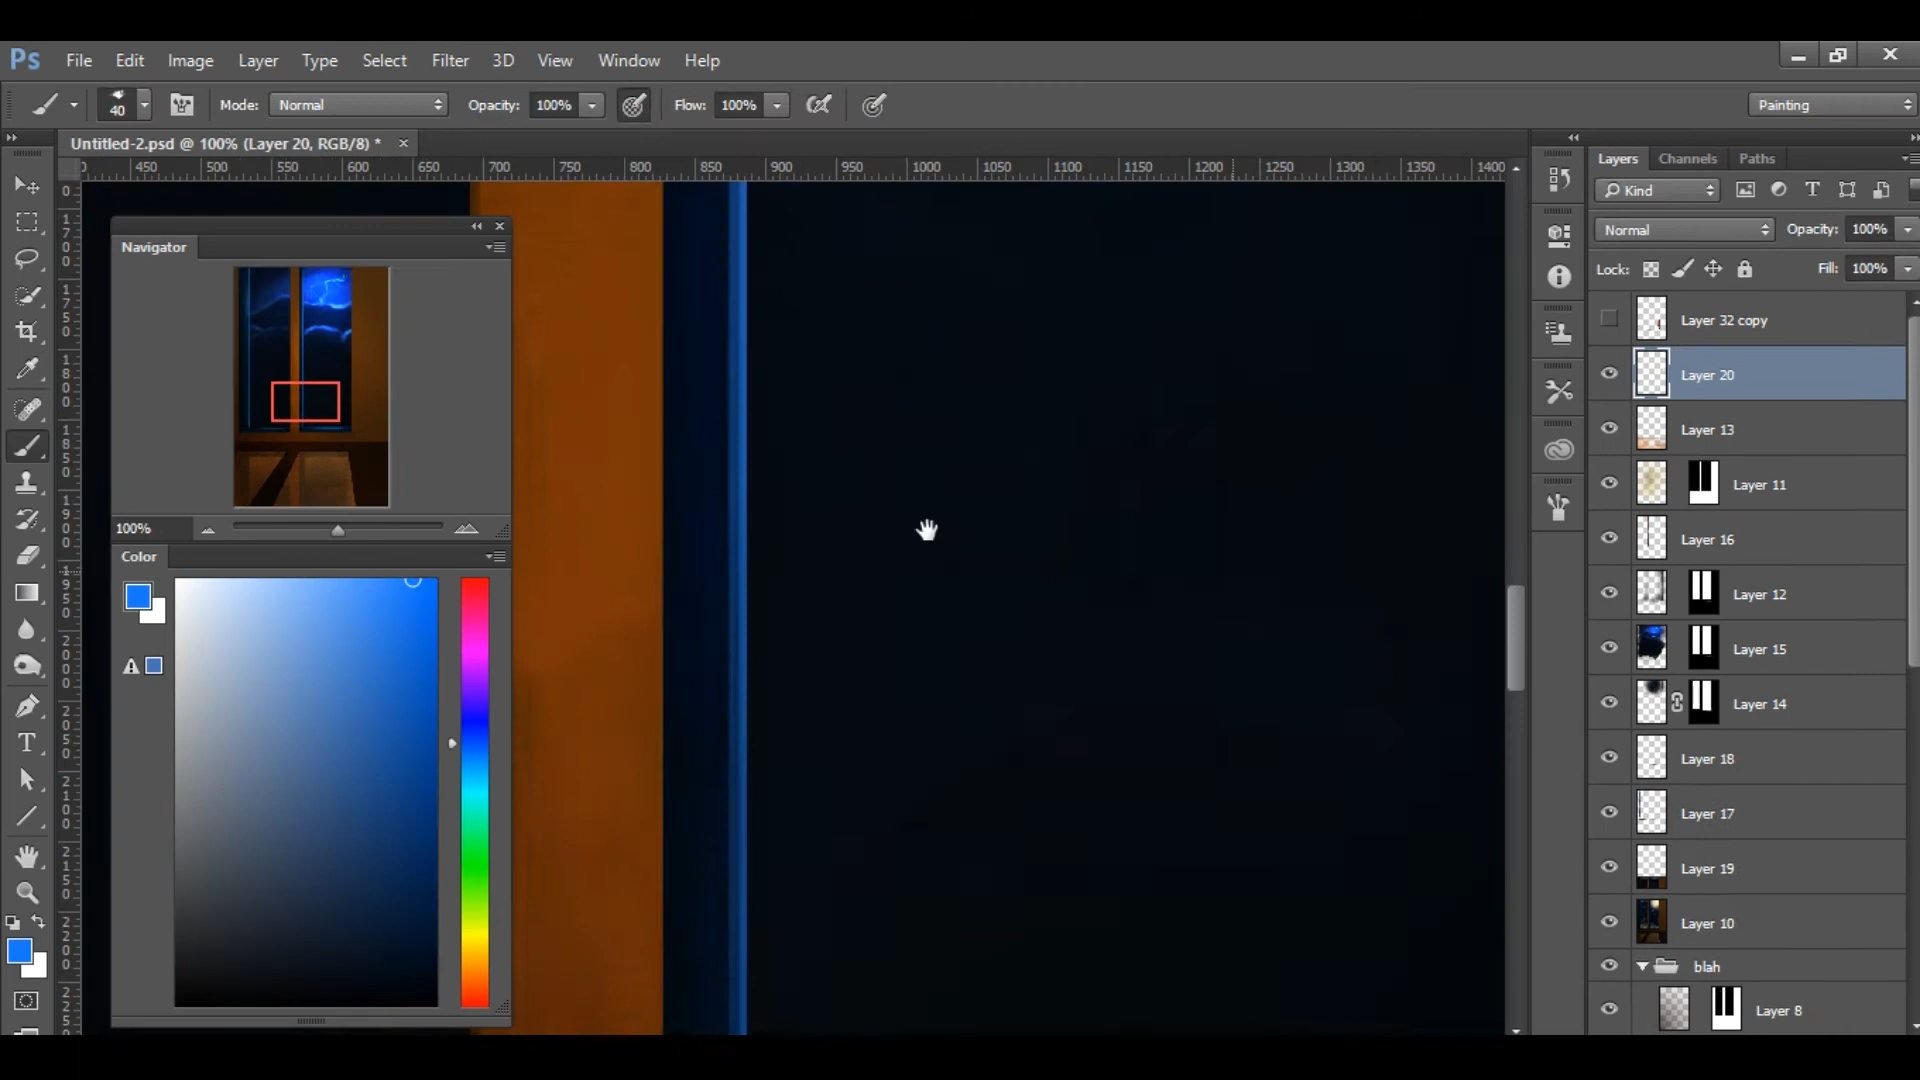 Ps File Edit Image Layer Type Select Filter 3D View Window Help
40 Mode: Normal Opacity: 100% Flow: 100% Painting
Untitled-2.psd @ 100% (Layer 20, RGB/8) *
450 500 550 600 650 700 750 800 850 900 950 1000 1050 1100 1150 1200 1250 1300 1350 1400
Navigator
100%
Color
Layers Channels Paths
Kind
Normal Opacity: 100%
Lock: Fill: 100%
Layer 32 copy
Layer 20
Layer 13
Layer 11
Layer 16
Layer 12
Layer 15
Layer 14
Layer 18
Layer 17
Layer 19
Layer 10
blah
Layer 8